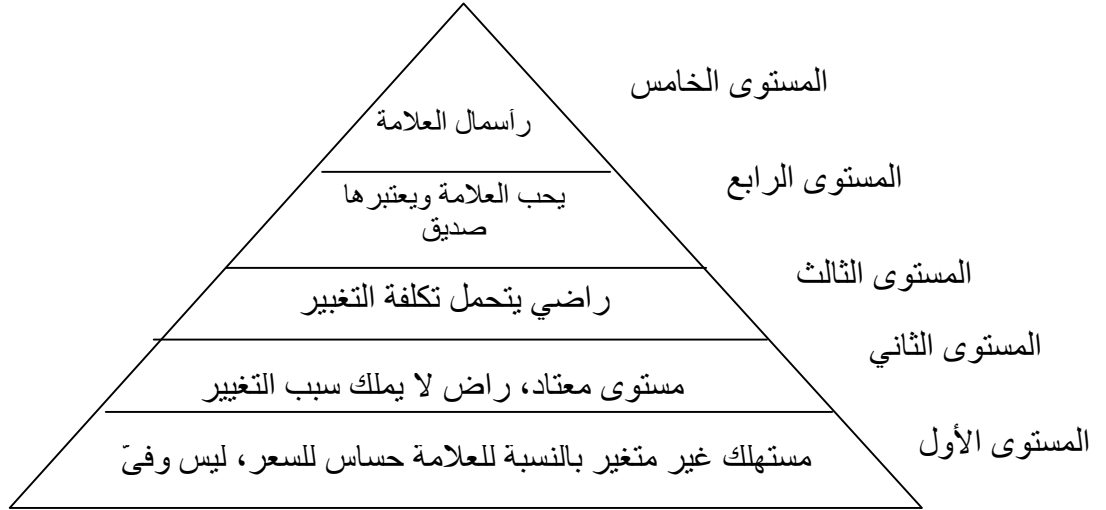 المستوى الخامس
رأسمال العلامة
المستوى الرابع
يحب العلامة ويعتبرها
صديق
المستوى الثالث
راضي يتحمل تكلفة التغيير
المستوى الثاني
مستوى معتاد، راض لا يملك سبب التغيير
المستوى الأول
مستهلك غير متغير بالنسبة للعلامة حساس للسعر، ليس وفىّ